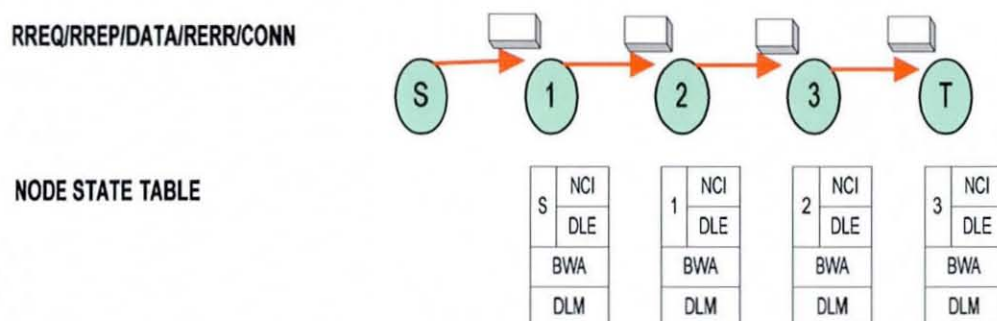 RREQ/RREP/DATA/RERR/CONN
S 1 2 3 T
NODE STATE TABLE
S NCI 1 NCI 2 NCI 3 NCI
DLE DLE DLE DLE
BWA BWA BWA BWA
DLM DLM DLM DLM